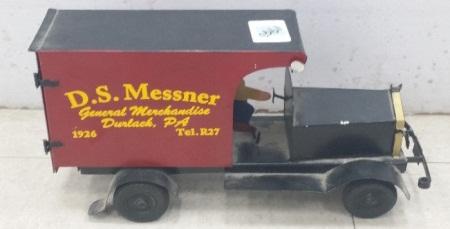 D.S. Messner
General Merchandise
Durlach, PA
1926 Tel. R27